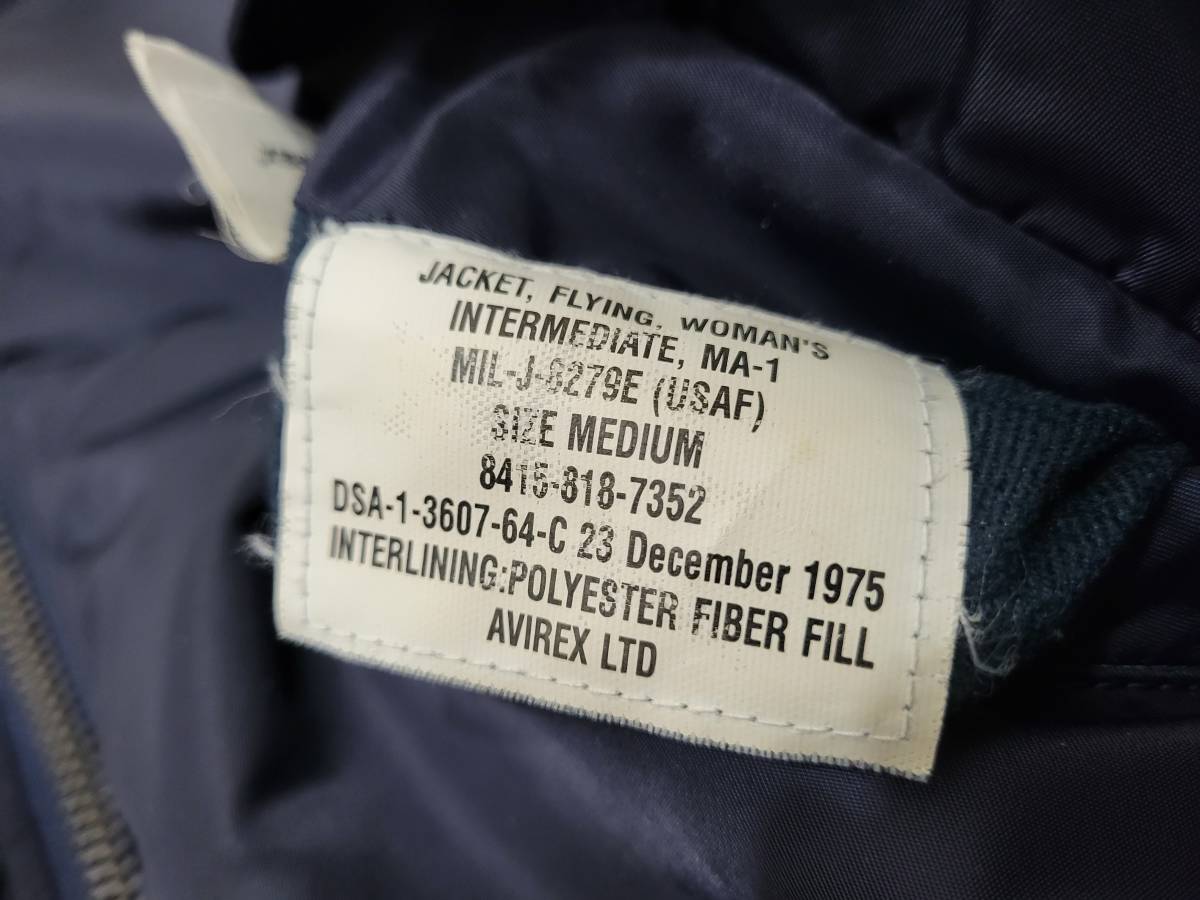 JACKET, FLYING, WOMAN'S
INTERMEDIATE, MA-1
MIL-J-8279E (USAF)
SIZE MEDIUM
8415-818-7352
DSA-1-3607-64-C 23 December 1975
INTERLINING:POLYESTER FIBER FILL
AVIREX LTD